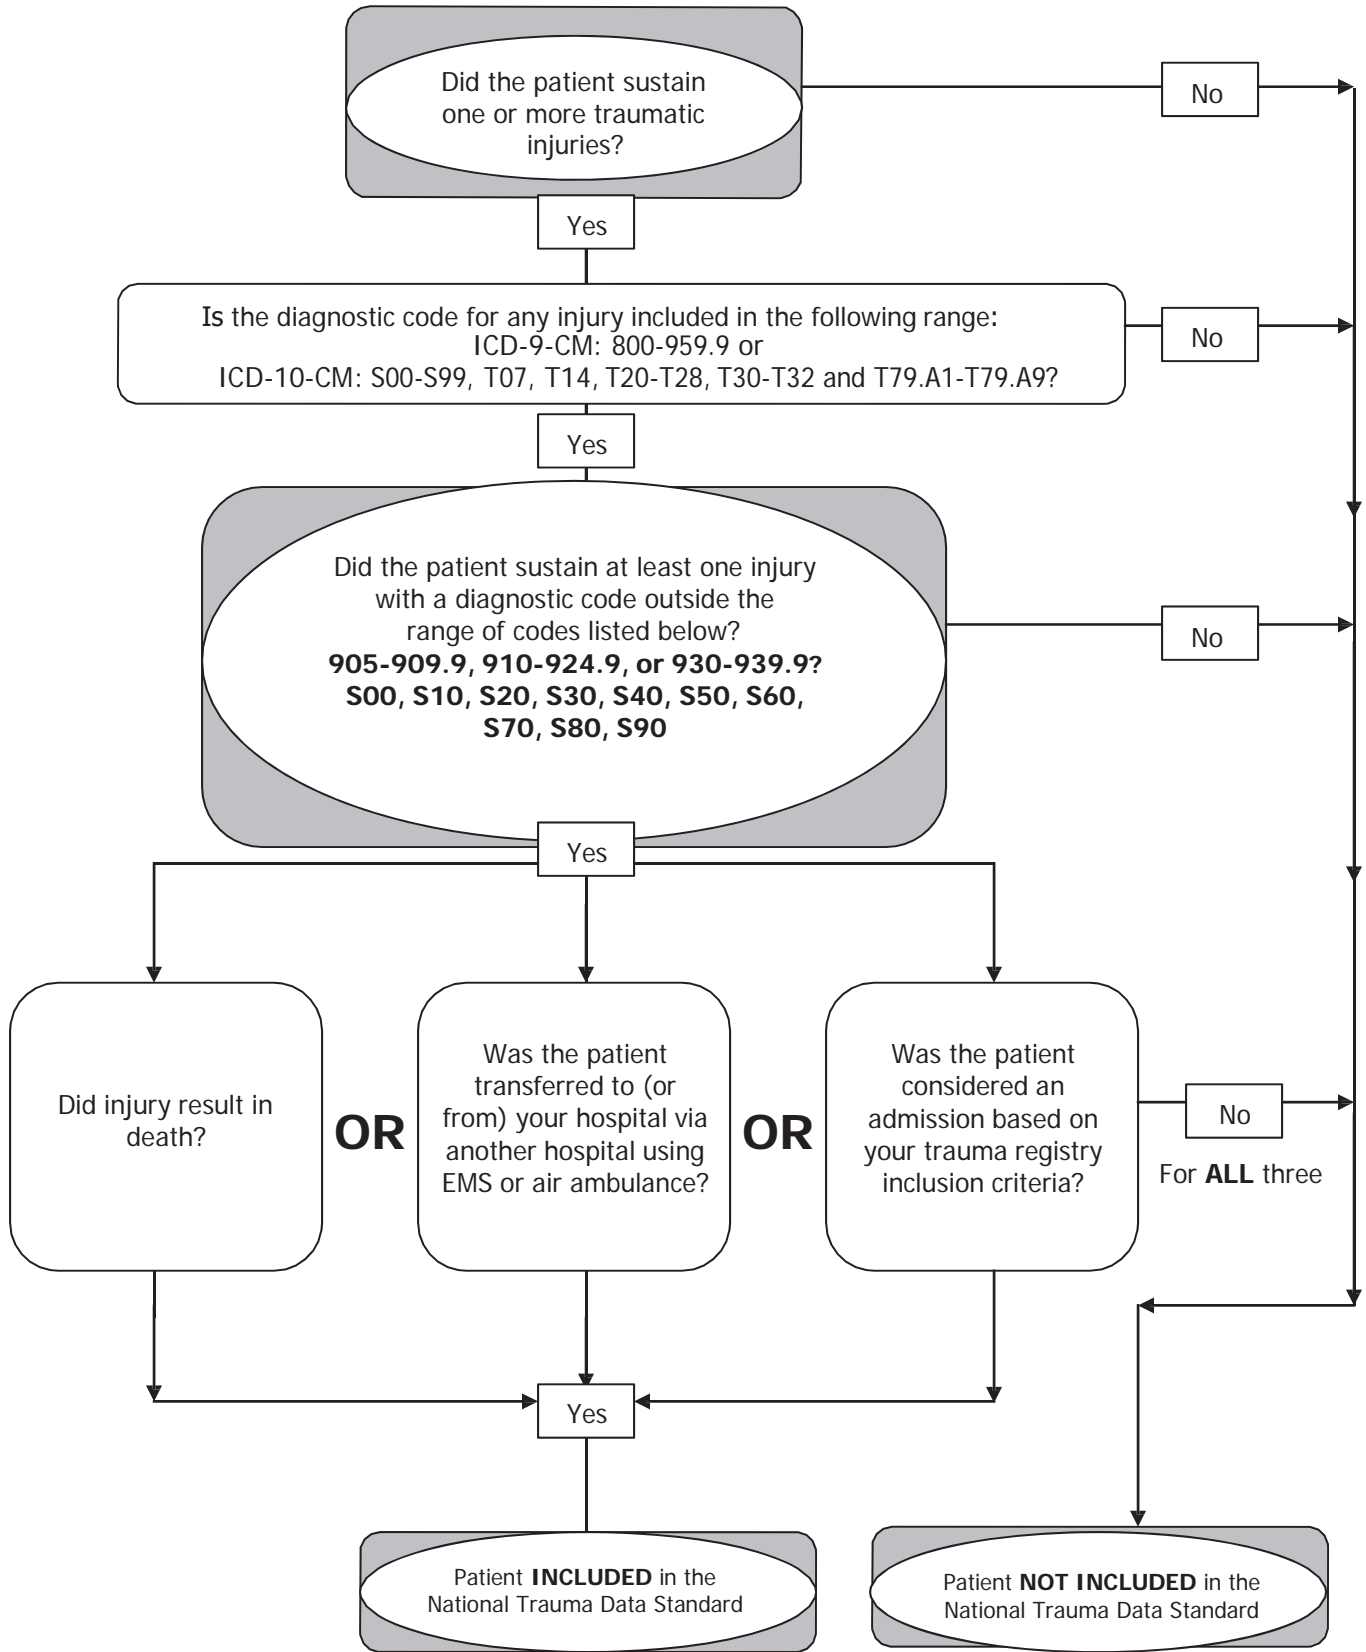 Did the patient sustain
one or more traumatic
injuries?
No
Yes
Is the diagnostic code for any injury included in the following range:
ICD-9-CM: 800-959.9 or
ICD-10-CM: S00-S99, T07, T14, T20-T28, T30-T32 and T79.A1-T79.A9?
No
Yes
Did the patient sustain at least one injury
with a diagnostic code outside the
range of codes listed below?
905-909.9, 910-924.9, or 930-939.9?
S00, S10, S20, S30, S40, S50, S60,
S70, S80, S90
No
Yes
Did injury result in
death?
OR
Was the patient
transferred to (or
from) your hospital via
another hospital using
EMS or air ambulance?
OR
Was the patient
considered an
admission based on
your trauma registry
inclusion criteria?
No
For ALL three
Yes
Patient INCLUDED in the
National Trauma Data Standard
Patient NOT INCLUDED in the
National Trauma Data Standard